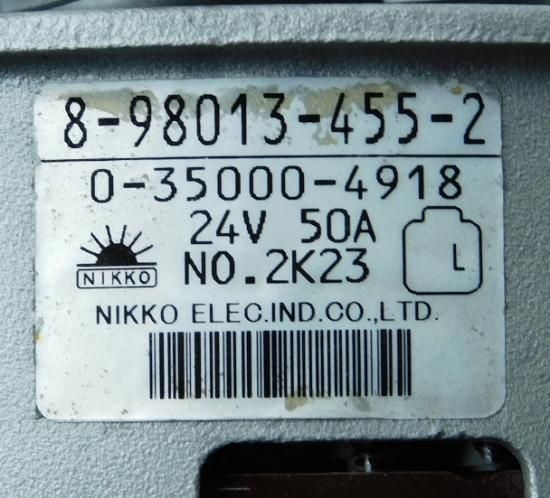 8-98013-455-2
0-35000-4918
24V 50A
NIKKO NO.2K23 L
NIKKO ELEC.IND.CO.,LTD.